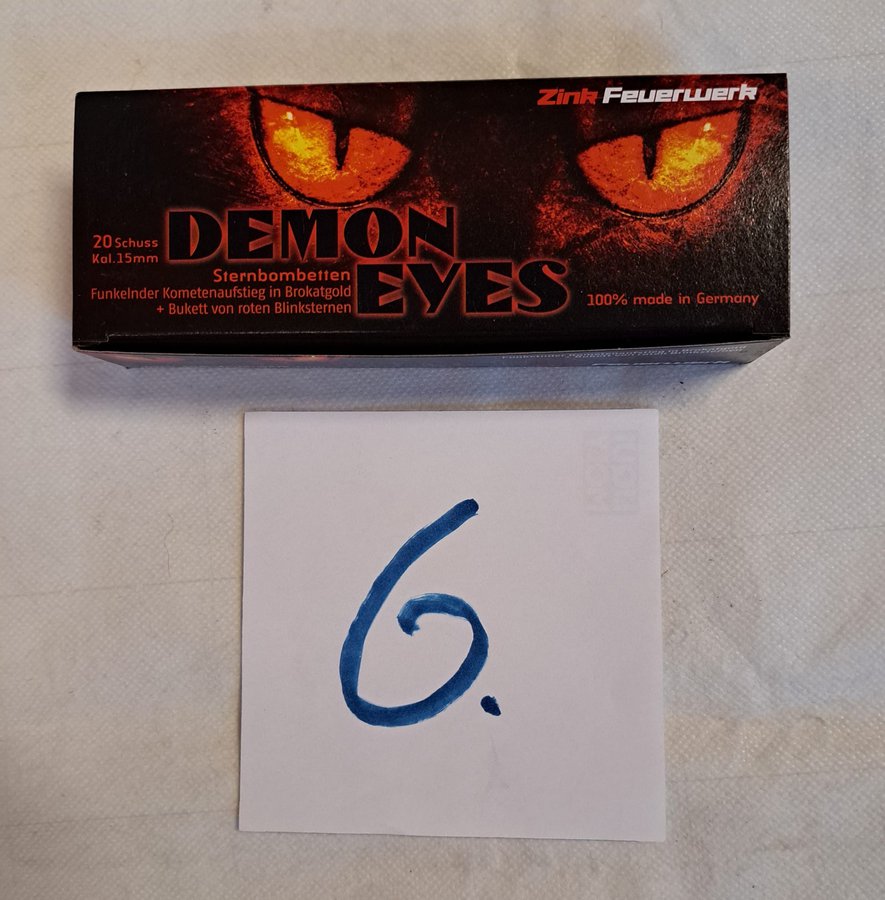 Zink Feuerwerk
DEMON
EYES
20 Schuss
Kal.15mm
Sternbombetten
Funkelnder Kometenaufstieg in Brokatgold
+ Bukett von roten Blinksternen
100% made in Germany
6.